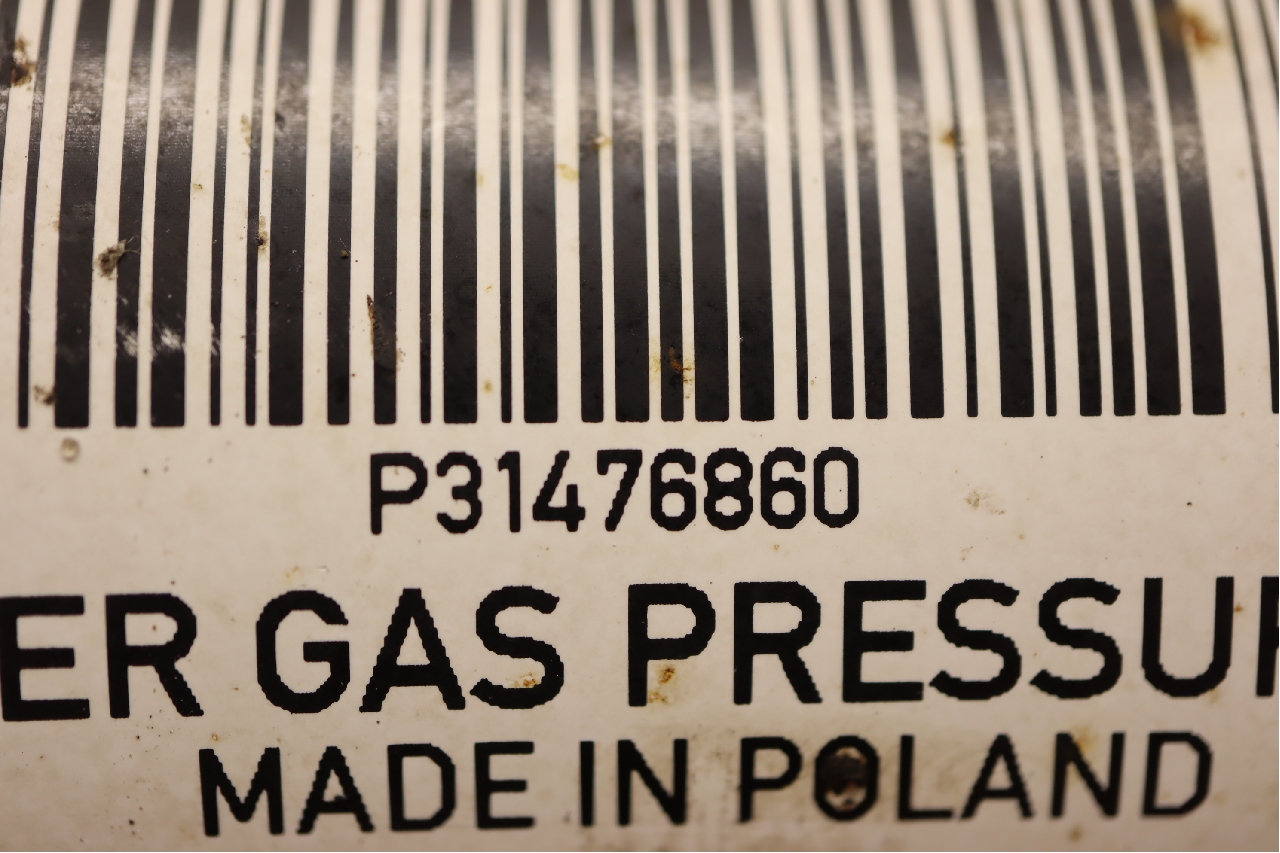 P31476860
ER GAS PRESSU
MADE IN POLAND